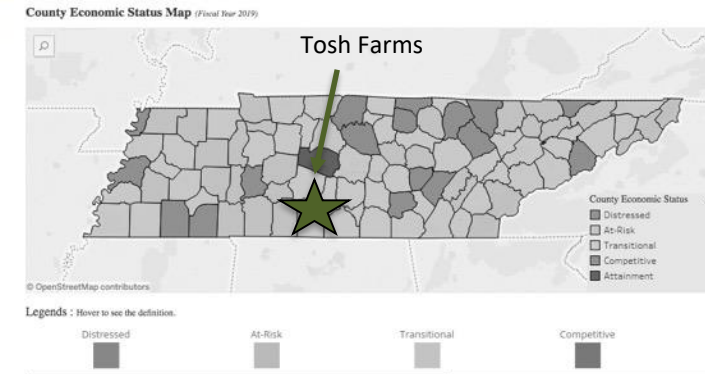 County Economic Status Map (Fiscal Year 2019)
Tosh Farms
County Economic Status
Distressed
At-Risk
Transitional
Competitive
Attainment
© OpenStreetMap contributors
Legends : Hover to see the definition.
Distressed At-Risk Transitional Competitive